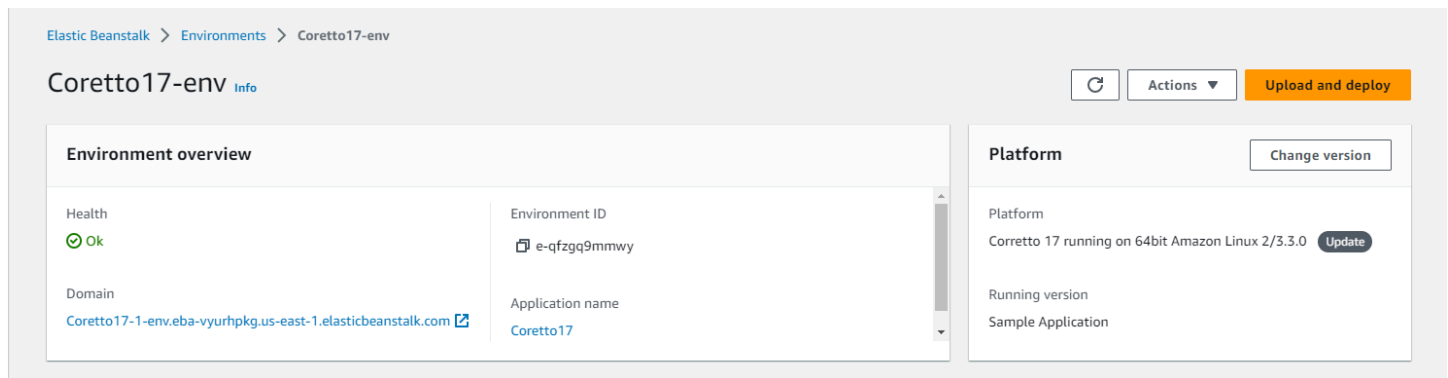 Elastic Beanstalk > Environments > Coretto17-env
Coretto17-env Info
Actions ▼ Upload and deploy
Environment overview
Health
Ok
Domain
Coretto17-1-env.eba-vyurhpkg.us-east-1.elasticbeanstalk.com
Environment ID
e-qfzgq9mmwy
Application name
Coretto17
Platform
Change version
Platform
Corretto 17 running on 64bit Amazon Linux 2/3.3.0 Update
Running version
Sample Application